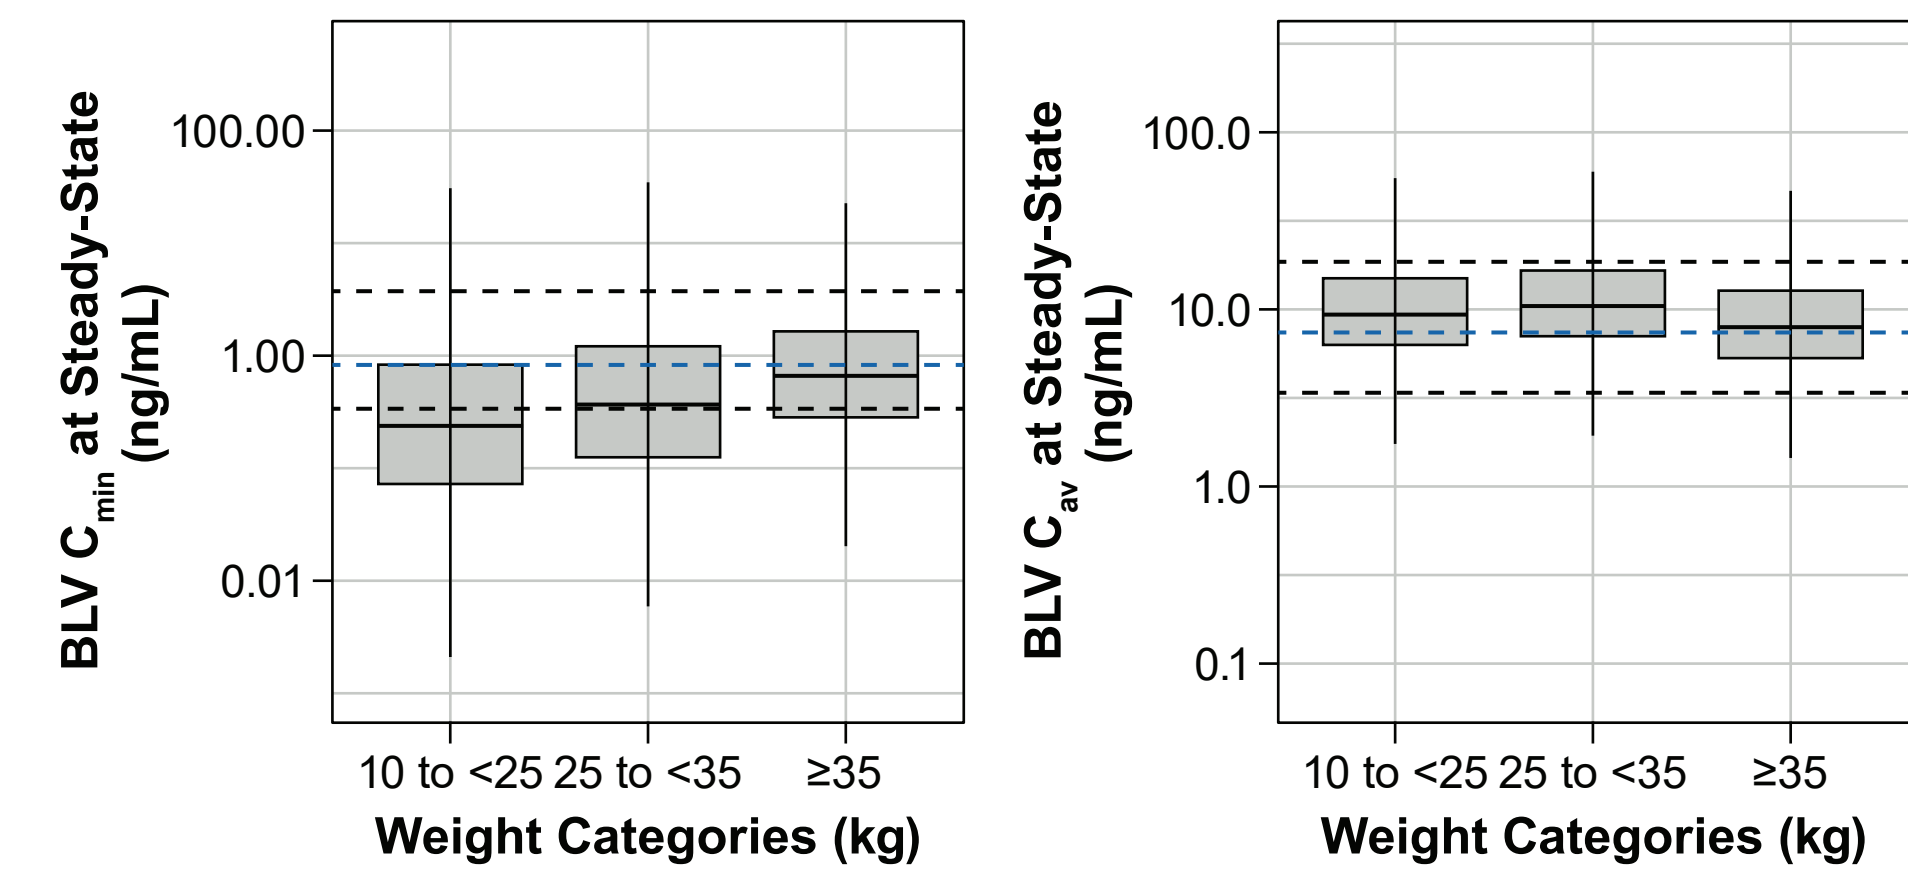 BLV Cmin at Steady-State
(ng/mL)
100.00
1.00
0.01
10 to <25 25 to <35 ≥35
Weight Categories (kg)
BLV Cav at Steady-State
(ng/mL)
100.0
10.0
1.0
0.1
10 to <25 25 to <35 ≥35
Weight Categories (kg)